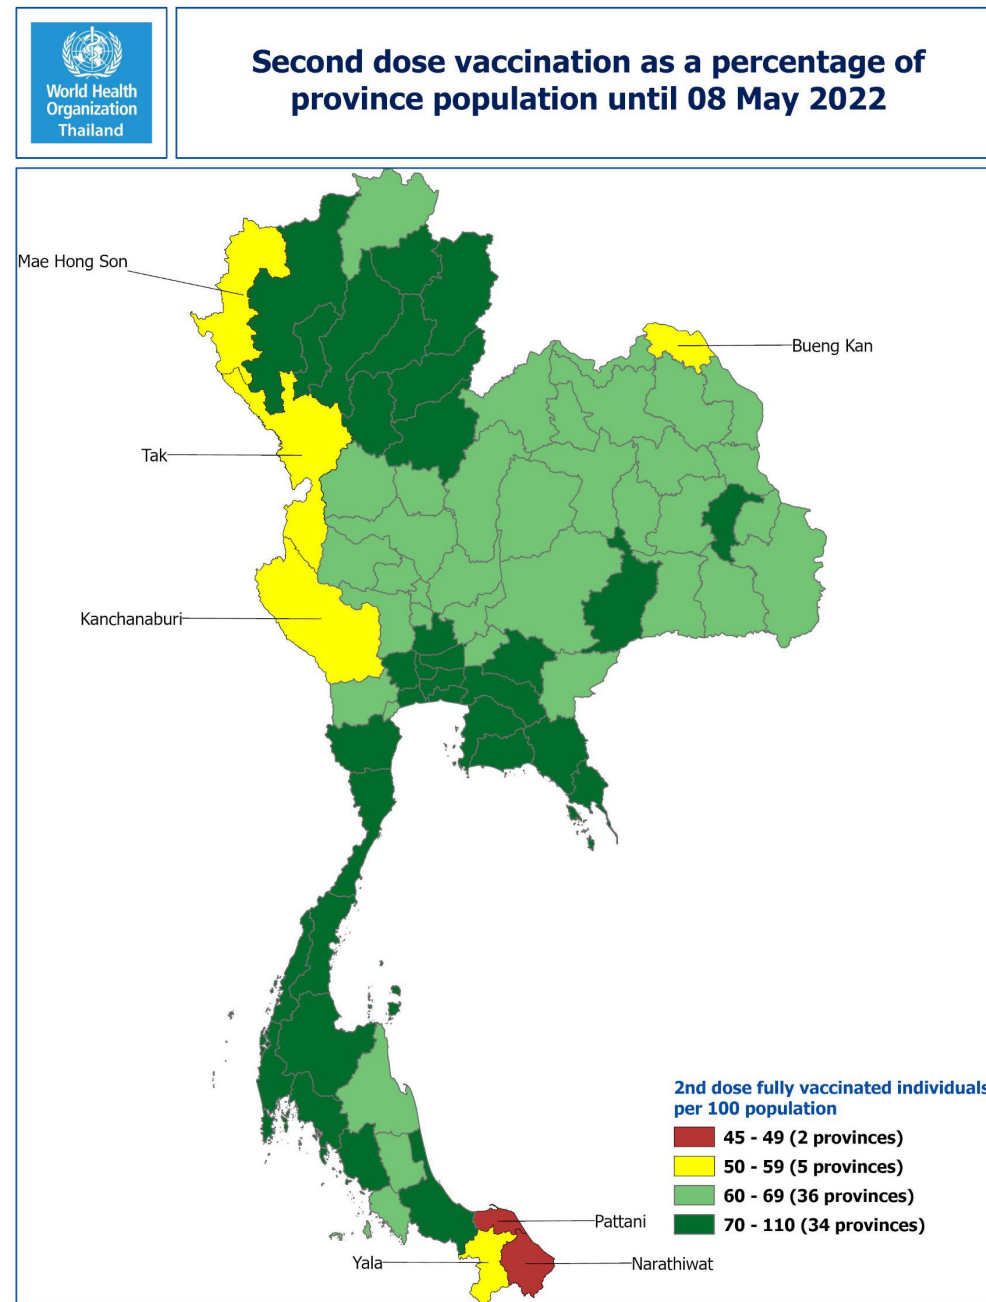 World Health
Organization
Thailand
Second dose vaccination as a percentage of
province population until 08 May 2022
Mae Hong Son
Bueng Kan
Tak
Kanchanaburi
2nd dose fully vaccinated individuals
per 100 population
45 - 49 (2 provinces)
50 - 59 (5 provinces)
60 - 69 (36 provinces)
70 - 110 (34 provinces)
Pattani
Yala
Narathiwat